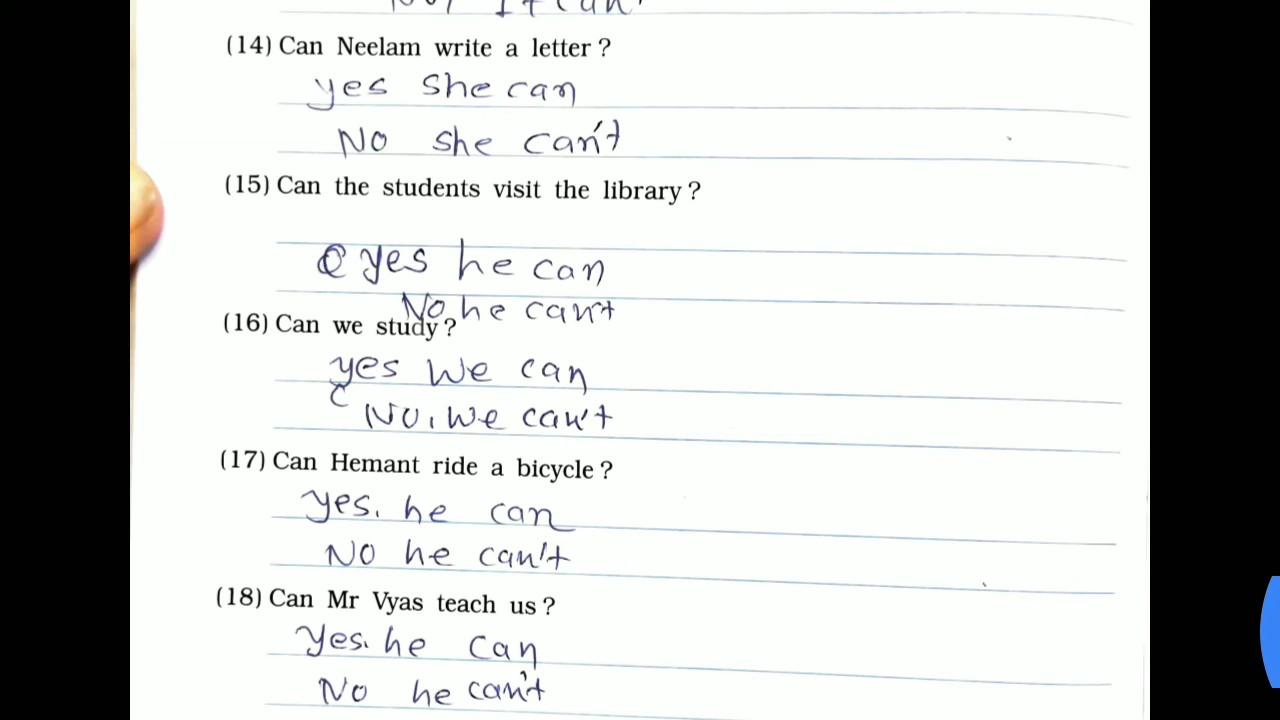 No, It can'
(14) Can Neelam write a letter ?
yes she can
No she can't
(15) Can the students visit the library ?
yes he can
No he can't
(16) Can we study ?
yes We can
No, we can't
(17) Can Hemant ride a bicycle ?
yes. he can
No he can't
(18) Can Mr Vyas teach us ?
Yes. he can
No he can't